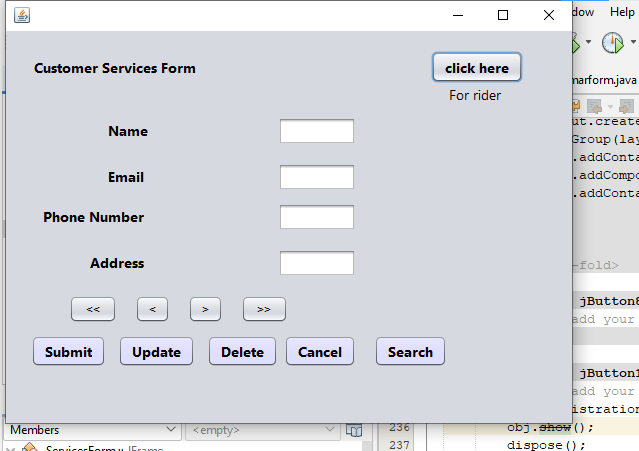 ndow Help
Customer Services Form
click here
For rider
Name
Email
Phone Number
Address
<< < > >>
Submit Update Delete Cancel Search
marform.java
ut.create
Group(lay
.addConta
.addCompo
.addConta
-fold>
jButton8
add your
jButton1
add your
istration
236 obj.show();
237 dispose();
Members <empty>
ServicesForm :: JFrame